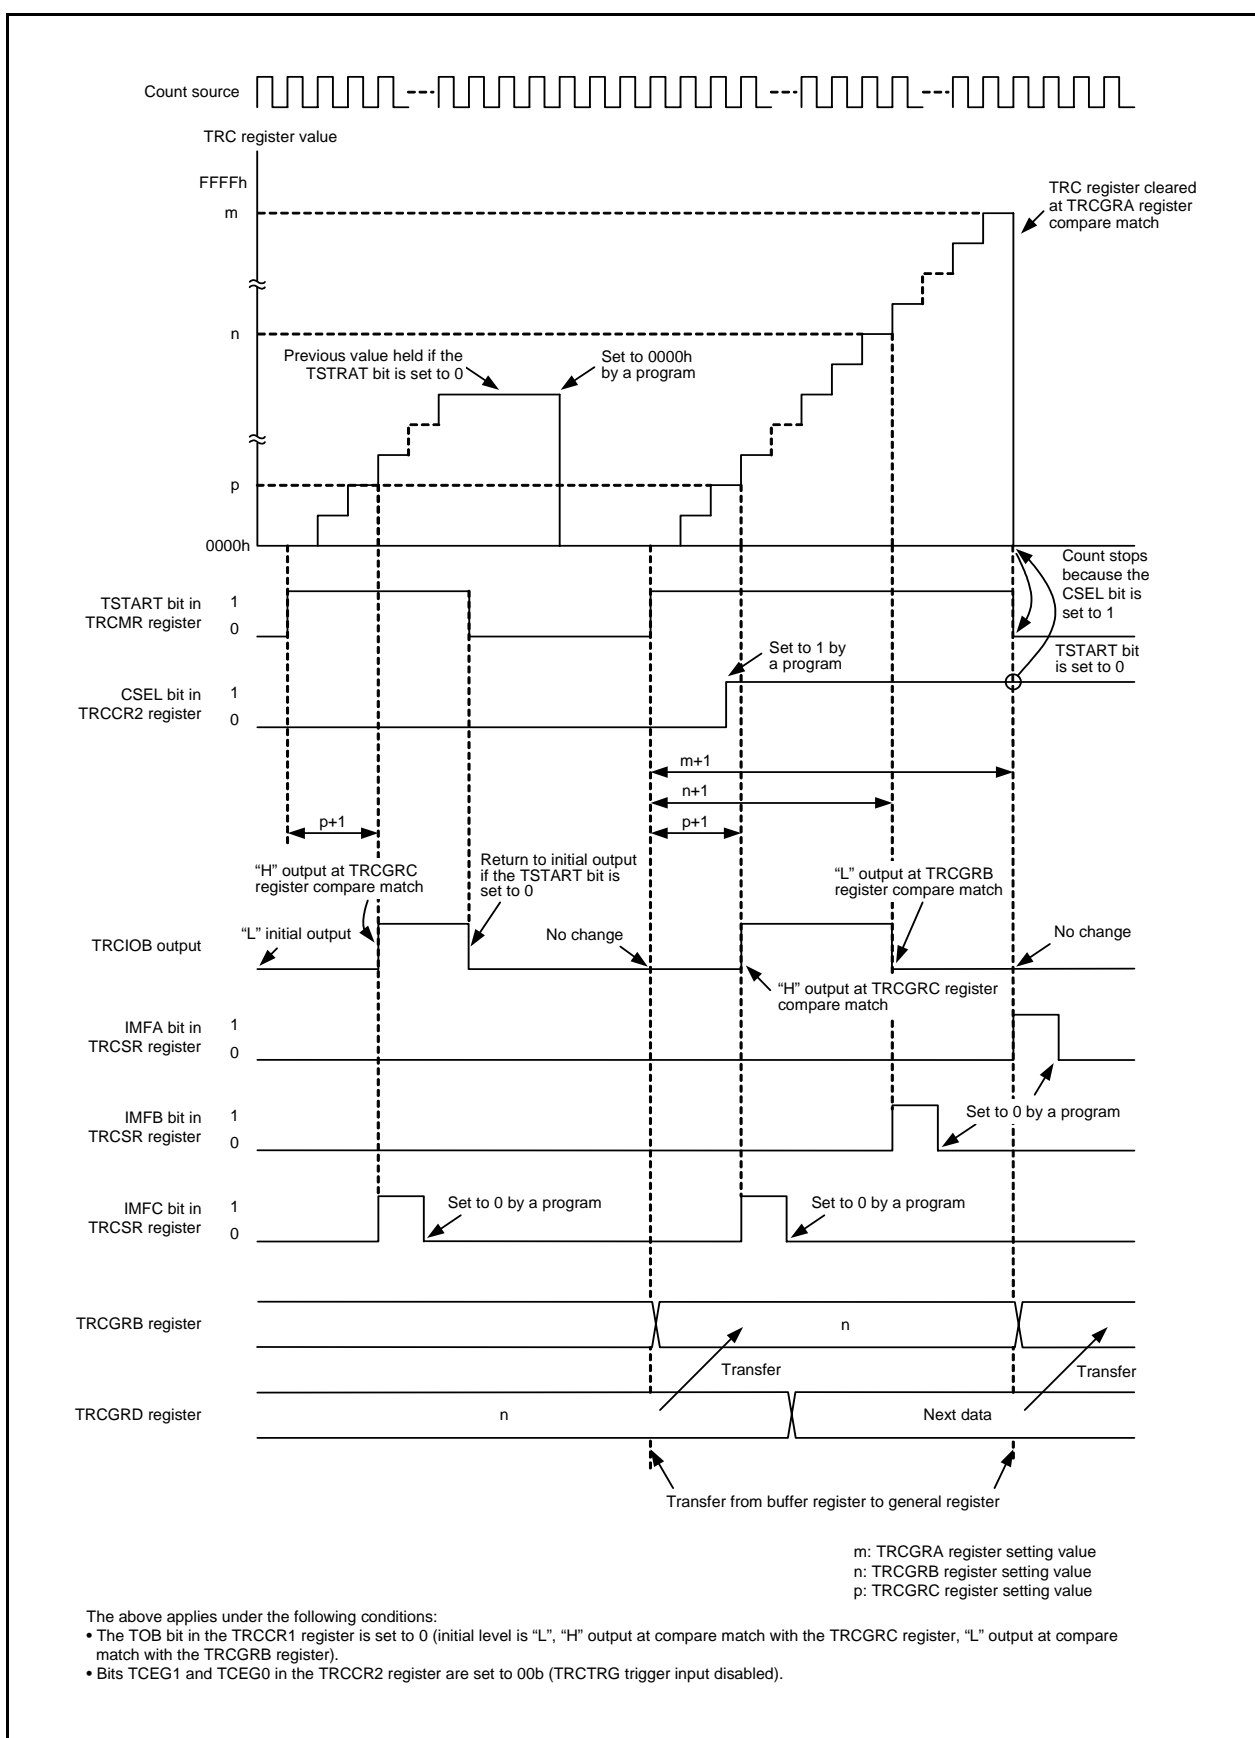 Count source
TRC register value
FFFFh
m
TRC register cleared
at TRCGRA register
compare match
n
Previous value held if the
TSTRAT bit is set to 0
Set to 0000h
by a program
p
0000h
Count stops
because the
CSEL bit is
set to 1
TSTART bit in
TRCMR register
1
0
TSTART bit
is set to 0
Set to 1 by
a program
CSEL bit in
TRCCR2 register
1
0
m+1
n+1
p+1
p+1
“H” output at TRCGRC
register compare match
Return to initial output
if the TSTART bit is
set to 0
“L” output at TRCGRB
register compare match
TRCIOB output
“L” initial output
No change
No change
“H” output at TRCGRC register
compare match
IMFA bit in
TRCSR register
1
0
Set to 0 by a program
IMFB bit in
TRCSR register
1
0
IMFC bit in
TRCSR register
1
0
Set to 0 by a program
Set to 0 by a program
TRCGRB register
n
Transfer
Transfer
TRCGRD register
n
Next data
Transfer from buffer register to general register
m: TRCGRA register setting value
n: TRCGRB register setting value
p: TRCGRC register setting value
The above applies under the following conditions:
• The TOB bit in the TRCCR1 register is set to 0 (initial level is “L”, “H” output at compare match with the TRCGRC register, “L” output at compare
match with the TRCGRB register).
• Bits TCEG1 and TCEG0 in the TRCCR2 register are set to 00b (TRCTRG trigger input disabled).